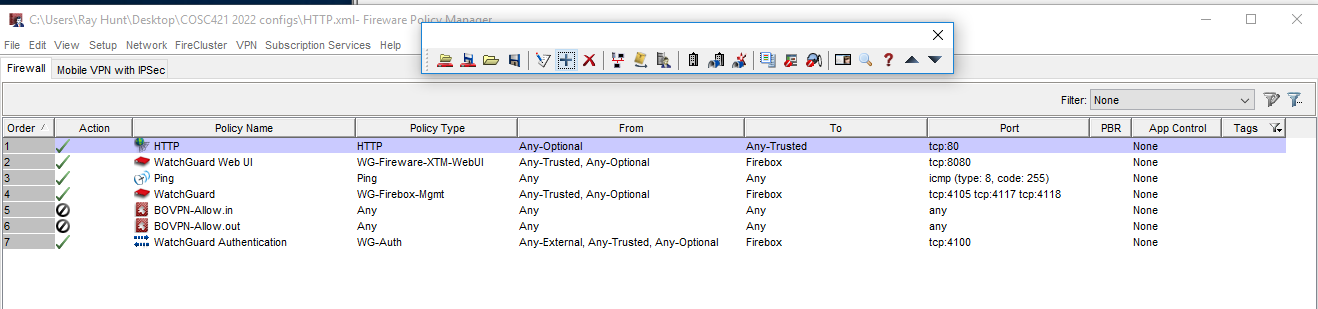 C:\Users\Ray Hunt\Desktop\COSC421 2022 configs\HTTP.xml- Fireware Policy Manager
File Edit View Setup Network FireCluster VPN Subscription Services Help
Firewall Mobile VPN with IPSec
Filter: None
Order Action Policy Name Policy Type From To Port PBR App Control Tags
1 HTTP HTTP Any-Optional Any-Trusted tcp:80 None
2 WatchGuard Web UI WG-Fireware-XTM-WebUI Any-Trusted, Any-Optional Firebox tcp:8080 None
3 Ping Ping Any Any icmp (type: 8, code: 255) None
4 WatchGuard WG-Firebox-Mgmt Any-Trusted, Any-Optional Firebox tcp:4105 tcp:4117 tcp:4118 None
5 BOVPN-Allow.in Any Any Any any None
6 BOVPN-Allow.out Any Any Any any None
7 WatchGuard Authentication WG-Auth Any-External, Any-Trusted, Any-Optional Firebox tcp:4100 None